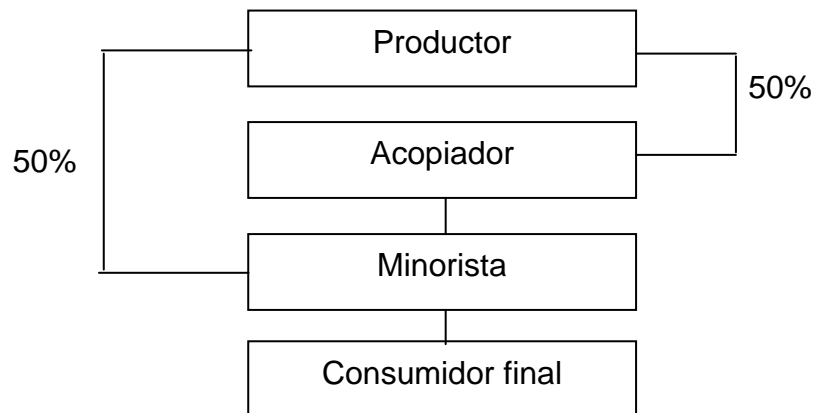 Productor
50%
Acopiador
50%
Minorista
Consumidor final